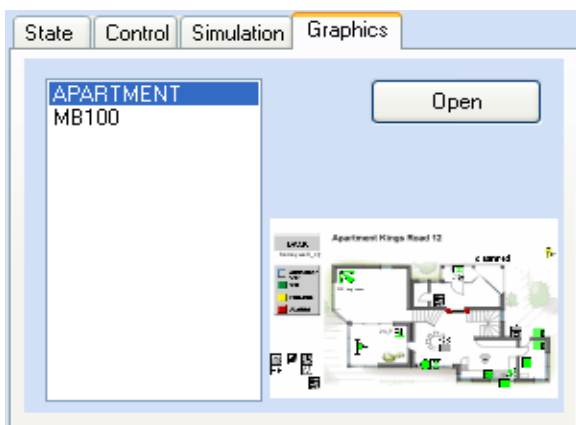 State Control Simulation Graphics
APARTMENT
MB100
Open
Apartment Kings Road 12